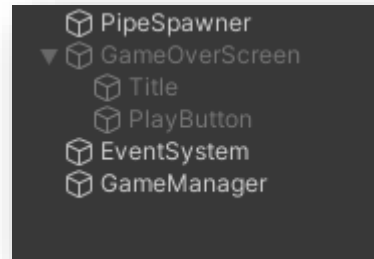 PipeSpawner
GameOverScreen
Title
PlayButton
EventSystem
GameManager